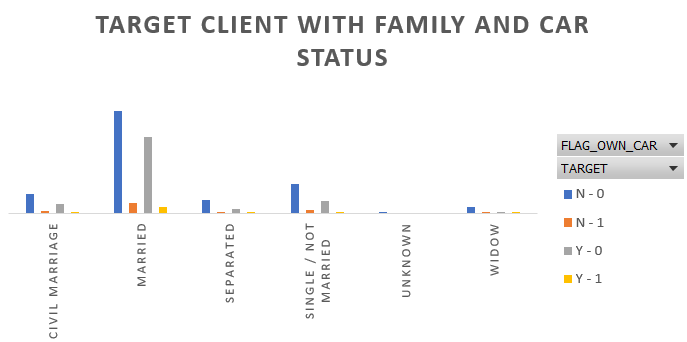 TARGET CLIENT WITH FAMILY AND CAR
STATUS
FLAG_OWN_CAR
TARGET
N - 0
N - 1
Y - 0
Y - 1
CIVIL MARRIAGE
MARRIED
SEPARATED
SINGLE / NOT
MARRIED
UNKNOWN
WIDOW